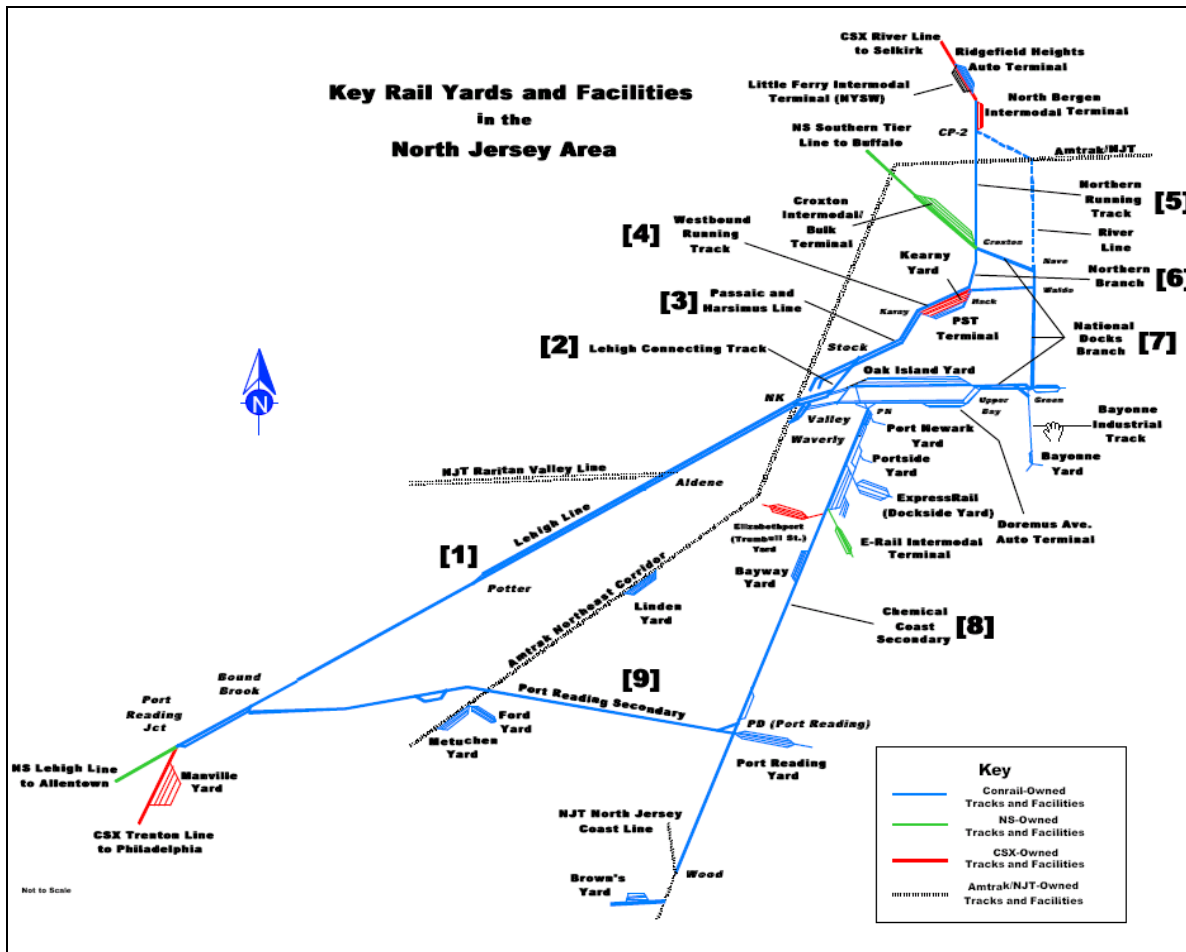 Key Rail Yards and Facilities
in the
North Jersey Area
CSX River Line
to Selkirk
Ridgefield Heights
Auto Terminal
Little Ferry Intermodal
Terminal (NYSW)
North Bergen
Intermodal Terminal
CP-2
NS Southern Tier
Line to Buffalo
Amtrak/NJT
Northern
Running
Track
[5]
Croxton
Intermodal/
Bulk
Terminal
[4]
Westbound
Running
Track
River
Line
Croxton
Nave
Kearny
Yard
Northern
Branch
[6]
Waldo
Hack
[3]
Passaic and
Harsimus Line
Karny
PST
Terminal
National
Docks
Branch
[7]
Stock
[2]
Lehigh Connecting Track
Oak Island Yard
N
NK
Valley
Waverly
PN
Upper
Bay
Green
Port Newark
Yard
Bayonne
Industrial
Track
Portside
Yard
Bayonne
Yard
NJT Raritan Valley Line
Aldene
ExpressRail
(Dockside Yard)
Lehigh Line
Elizabethport
(Trumbull St.)
Yard
Doremus Ave.
Auto Terminal
E-Rail Intermodal
Terminal
[1]
Potter
Bayway
Yard
Amtrak Northeast Corridor
Linden
Yard
Chemical
Coast
Secondary
[8]
Bound
Brook
[9]
Port Reading Secondary
Port
Reading
Jct
Ford
Yard
Metuchen
Yard
PD (Port Reading)
Port Reading
Yard
NS Lehigh Line
to Allentown
Manville
Yard
CSX Trenton Line
to Philadelphia
NJT North Jersey
Coast Line
Brown's
Yard
Wood
Not to Scale
Key
Conrail-Owned
Tracks and Facilities
NS-Owned
Tracks and Facilities
CSX-Owned
Tracks and Facilities
Amtrak/NJT-Owned
Tracks and Facilities